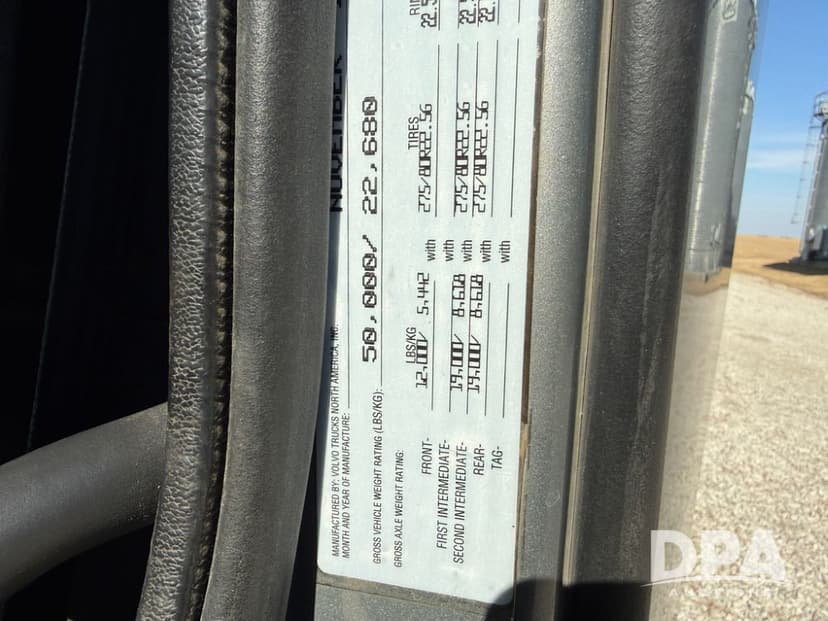 MANUFACTURED BY: VOLVO TRUCKS NORTH AMERICA, INC.
MONTH AND YEAR OF MANUFACTURE: NOVEMBER
GROSS VEHICLE WEIGHT RATING (LBS/KG): 50,000/ 22,680
GROSS AXLE WEIGHT RATING: LBS/KG TIRES
FRONT- 12,000/ 5,442 with 275/80R22.5G 22.5
FIRST INTERMEDIATE- with
SECOND INTERMEDIATE- 19,000/ 8,618 with 275/80R22.5G
REAR- 19,000/ 8,618 with 275/80R22.5G
TAG- with
DPA
AUCTIONS